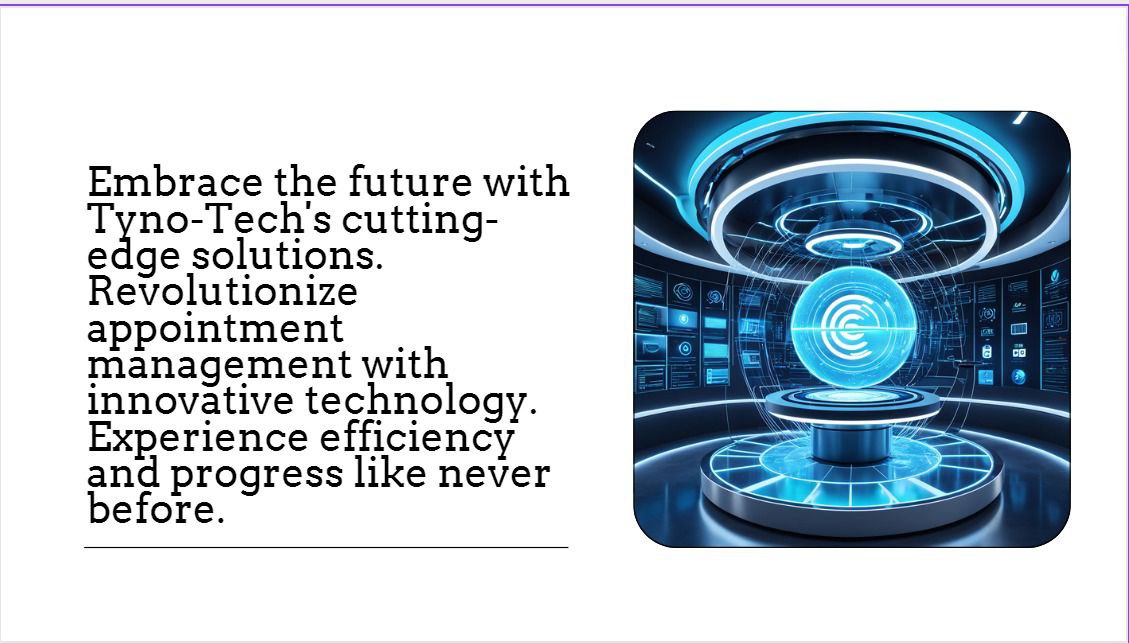 Embrace the future with
Tyno-Tech's cutting-
edge solutions.
Revolutionize
appointment
management with
innovative technology.
Experience efficiency
and progress like never
before.